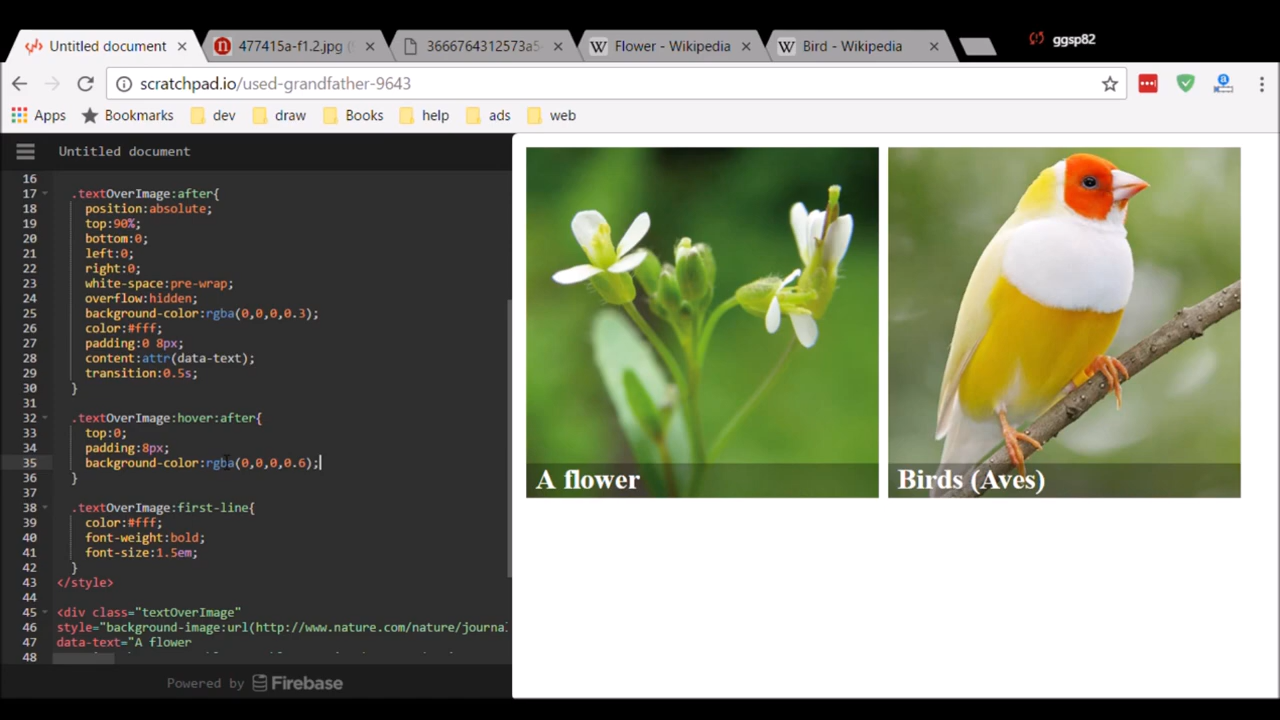 Untitled document
477415a-f1.2.jpg
3666764312573a5
Flower - Wikipedia
Bird - Wikipedia
ggsp82
scratchpad.io/used-grandfather-9643
Apps Bookmarks dev draw Books help ads web
Untitled document
16
17 .textOverImage:after{
18 position:absolute;
19 top:90%;
20 bottom:0;
21 left:0;
22 right:0;
23 white-space:pre-wrap;
24 overflow:hidden;
25 background-color:rgba(0,0,0,0.3);
26 color:#fff;
27 padding:0 8px;
28 content:attr(data-text);
29 transition:0.5s;
30 }
31
32 .textOverImage:hover:after{
33 top:0;
34 padding:8px;
35 background-color:rgba(0,0,0,0.6);
36 }
37
38 .textOverImage:first-line{
39 color:#fff;
40 font-weight:bold;
41 font-size:1.5em;
42 }
43 </style>
44
45 <div class="textOverImage"
46 style="background-image:url(http://www.nature.com/nature/journa
47 data-text="A flower
48
Powered by Firebase
A flower
Birds (Aves)